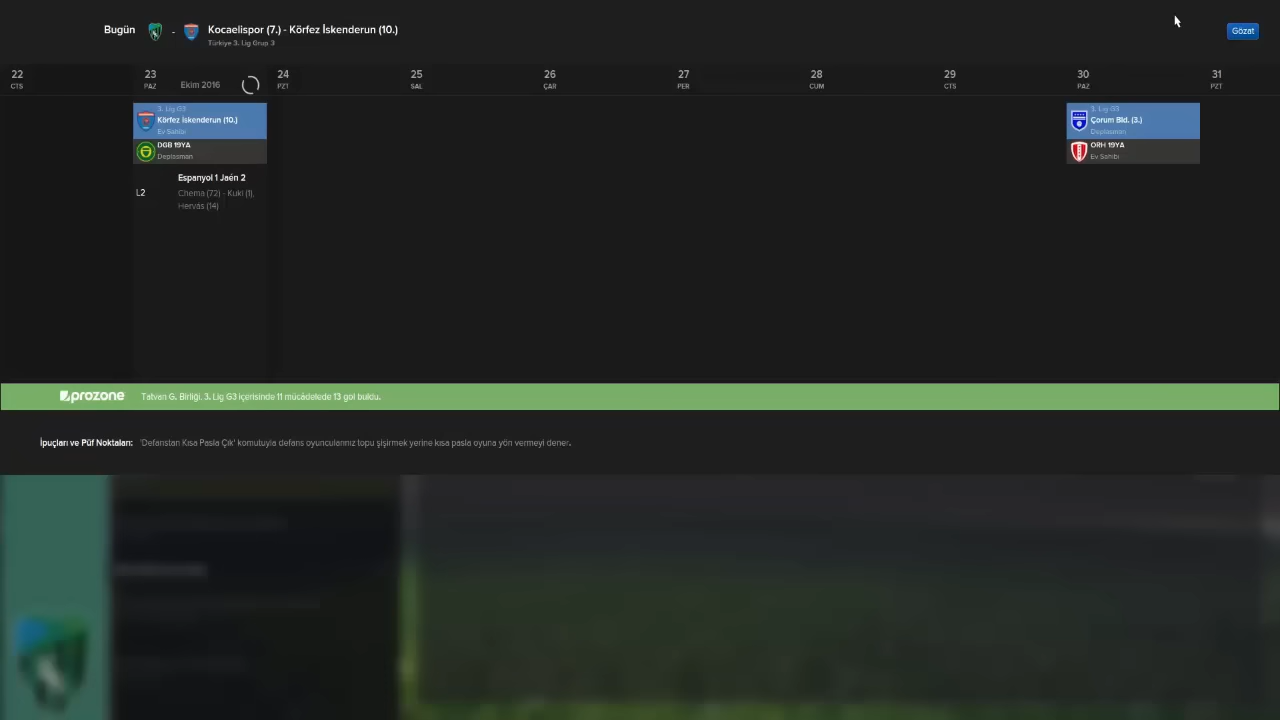 Bugün - Kocaelispor (7.) - Körfez İskenderun (10.)
Türkiye 3. Lig Grup 3
Gözat
22 23 24 25 26 27 28 29 30 31
CTS PAZ Ekim 2016 PZT SAL ÇAR PER CUM CTS PAZ PZT
3. Lig G3
Körfez İskenderun (10.)
Ev Sahibi
DGB 19YA
Deplasman
L2
Espanyol 1 Jaén 2
Chema (72) - Kuki (1),
Hervás (14)
3. Lig G3
Çorum Bld. (3.)
Deplasman
ORH 19YA
Ev Sahibi
prozone Tatvan G. Birliği, 3. Lig G3 içerisinde 11 mücadelede 13 gol buldu.
İpuçları ve Püf Noktaları: 'Defanstan Kısa Pasla Çık' komutuyla defans oyuncularınız topu şişirmek yerine kısa pasla oyuna yön vermeyi dener.